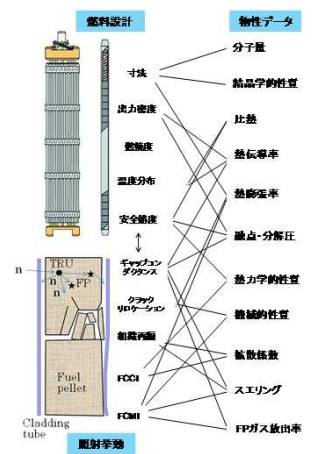 燃料設計
物性データ
寸法
出力密度
燃焼度
温度分布
安全裕度
ギャップコン
ダクタンス
クラック
リロケーション
組織再編
FCCI
FCMI
照射挙動
分子量
結晶学的性質
比熱
熱伝導率
熱膨張率
融点・分解圧
熱力学的性質
機械的性質
拡散係数
スエリング
FPガス放出率
TRU
n
n
n
FP
Fuel
pellet
Cladding
tube